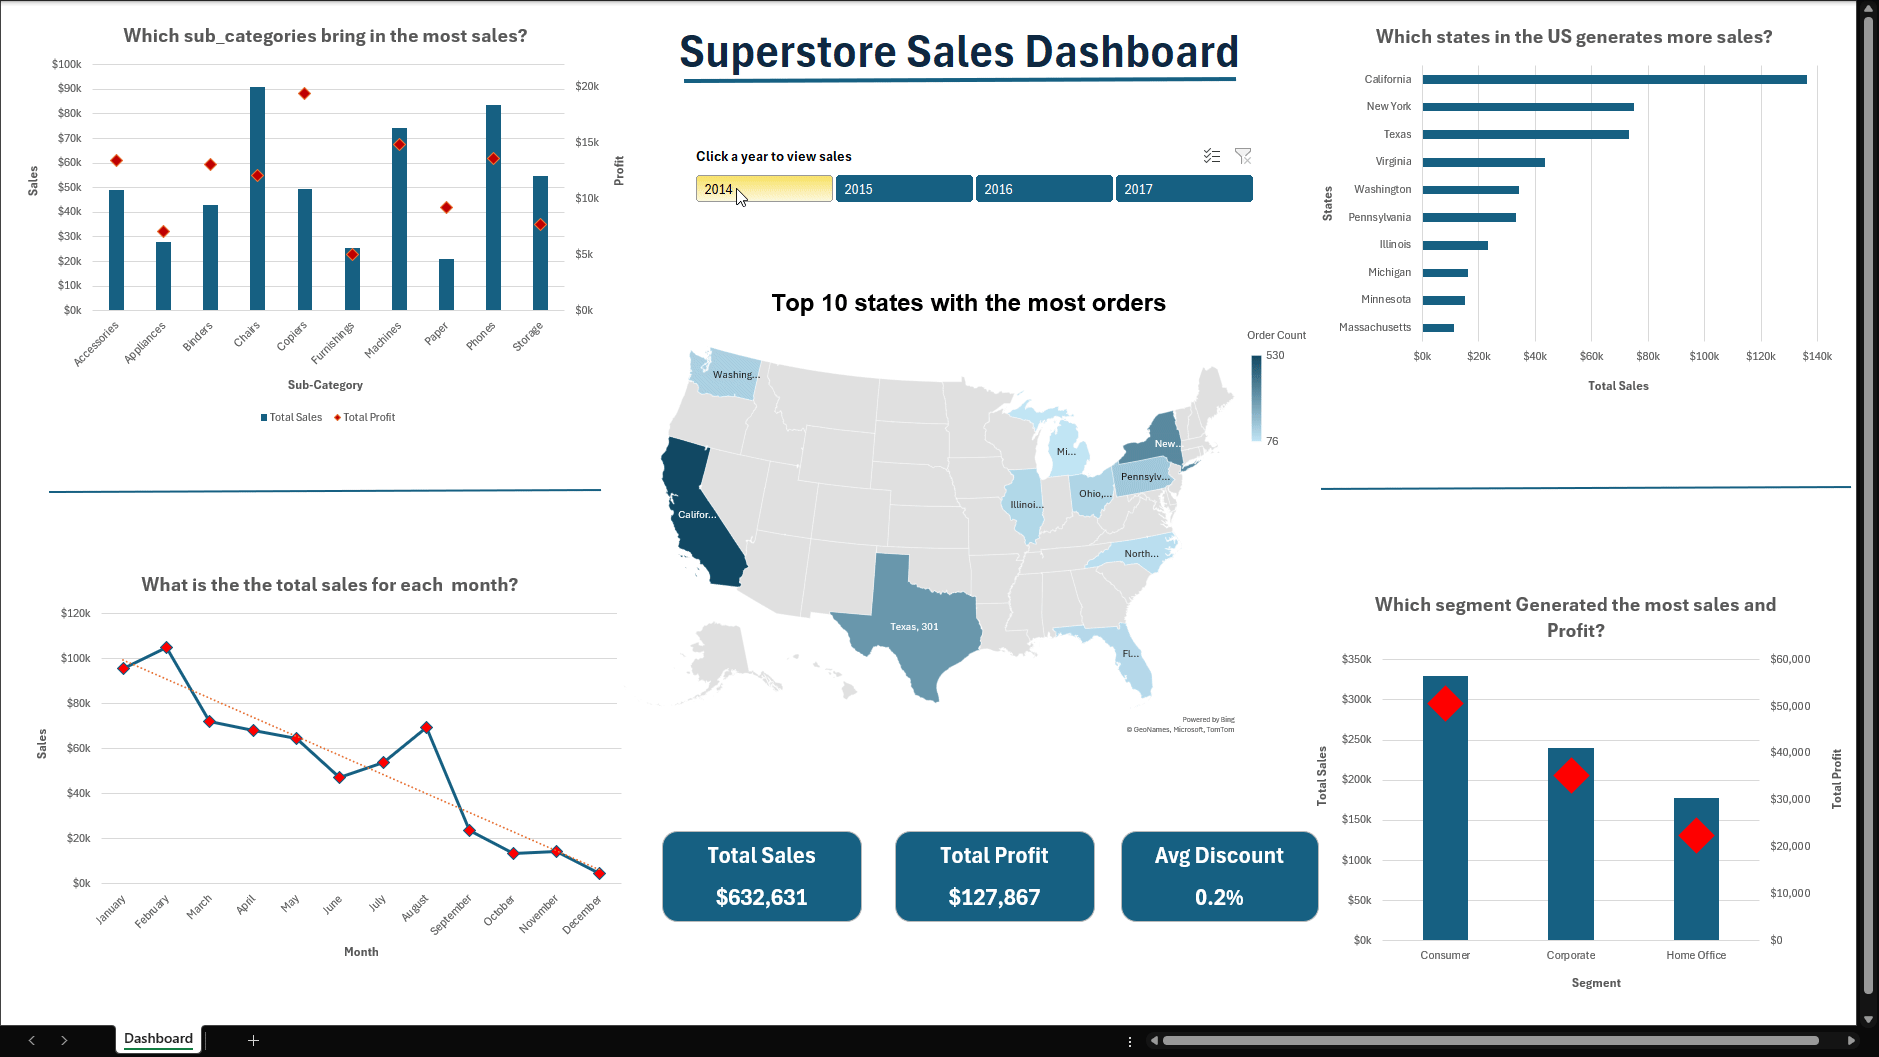 Which sub_categories bring in the most sales?
$100k
$90k
$80k
$70k
$60k
$50k
$40k
$30k
$20k
$10k
$0k
Sales
$20k
$15k
$10k
$5k
$0k
Profit
Accessories
Appliances
Binders
Chairs
Copiers
Furnishings
Machines
Paper
Phones
Storage
Sub-Category
Total Sales
Total Profit
What is the the total sales for each month?
$120k
$100k
$80k
$60k
$40k
$20k
$0k
Sales
January
February
March
April
May
June
July
August
September
October
November
December
Month
Superstore Sales Dashboard
Click a year to view sales
2014
2015
2016
2017
Top 10 states with the most orders
Order Count
530
76
Washing...
Califor...
Texas, 301
Illinoi...
Mi...
Ohio,...
Pennsylv...
New...
North...
Fl...
Powered by Bing
© GeoNames, Microsoft, TomTom
Total Sales
$632,631
Total Profit
$127,867
Avg Discount
0.2%
Which states in the US generates more sales?
States
California
New York
Texas
Virginia
Washington
Pennsylvania
Illinois
Michigan
Minnesota
Massachusetts
$0k
$20k
$40k
$60k
$80k
$100k
$120k
$140k
Total Sales
Which segment Generated the most sales and
Profit?
$350k
$300k
$250k
$200k
$150k
$100k
$50k
$0k
Total Sales
$60,000
$50,000
$40,000
$30,000
$20,000
$10,000
$0
Total Profit
Consumer
Corporate
Home Office
Segment
Dashboard